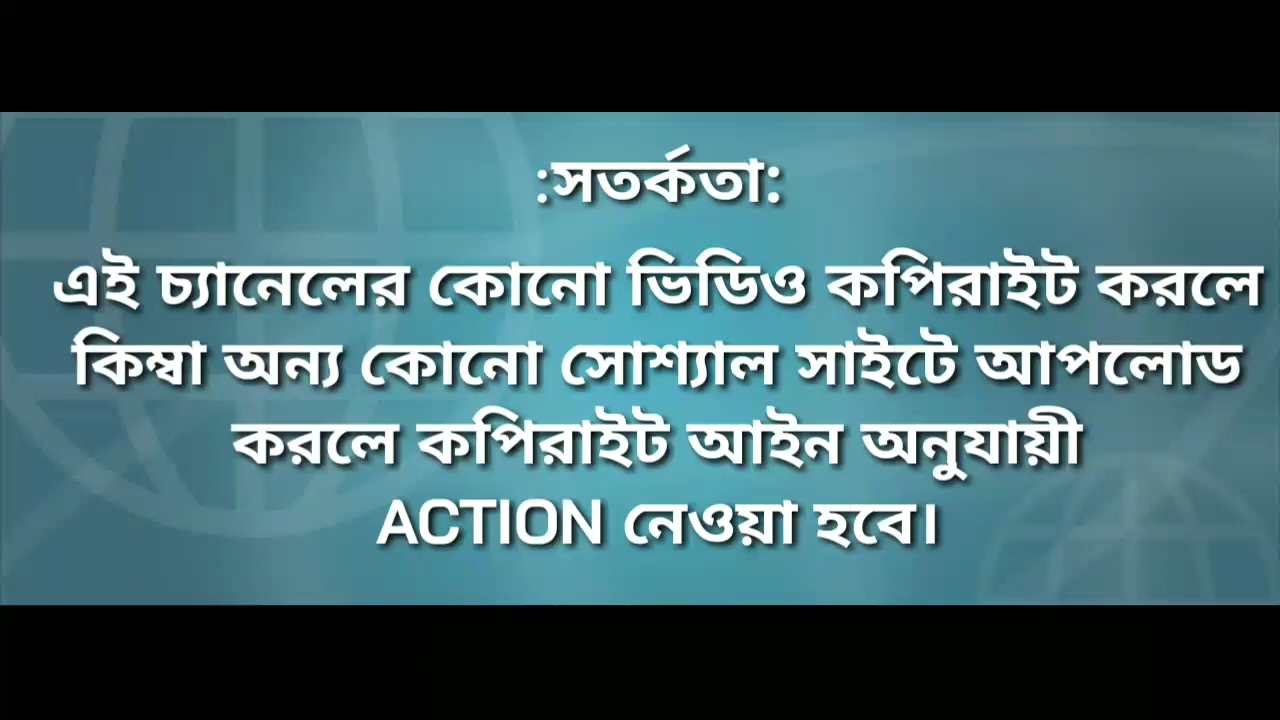 :সতর্কতা:
এই চ্যানেলের কোনো ভিডিও কপিরাইট করলে
কিম্বা অন্য কোনো সোশ্যাল সাইটে আপলোড
করলে কপিরাইট আইন অনুযায়ী
ACTION নেওয়া হবে।